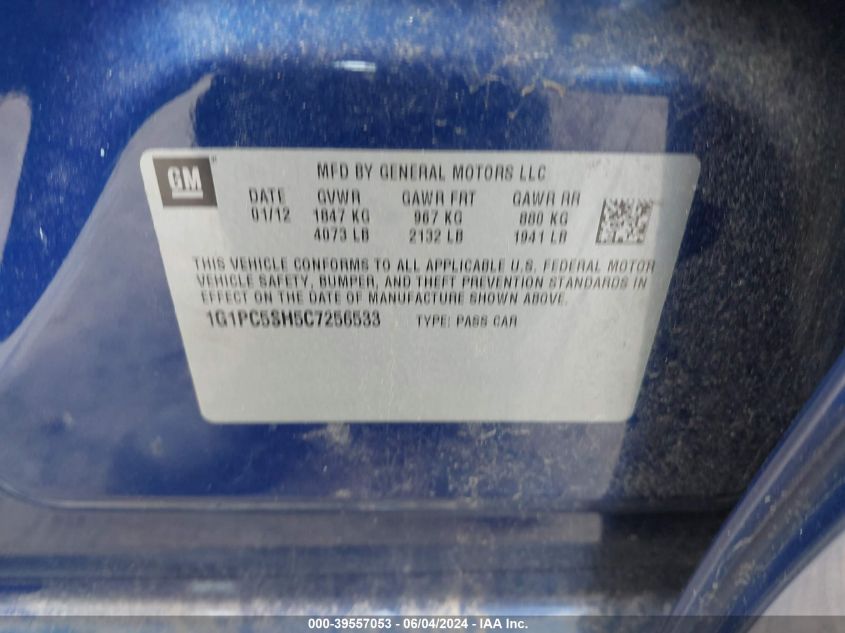 GM
MFD BY GENERAL MOTORS LLC
DATE GVWR GAWR FRT GAWR RR
01/12 1847 KG 967 KG 880 KG
4073 LB 2132 LB 1941 LB
THIS VEHICLE CONFORMS TO ALL APPLICABLE U.S. FEDERAL MOTOR
VEHICLE SAFETY, BUMPER, AND THEFT PREVENTION STANDARDS IN
EFFECT ON THE DATE OF MANUFACTURE SHOWN ABOVE.
1G1PC5SH5C7256533 TYPE: PASS CAR
000-39557053 - 06/04/2024 - IAA Inc.